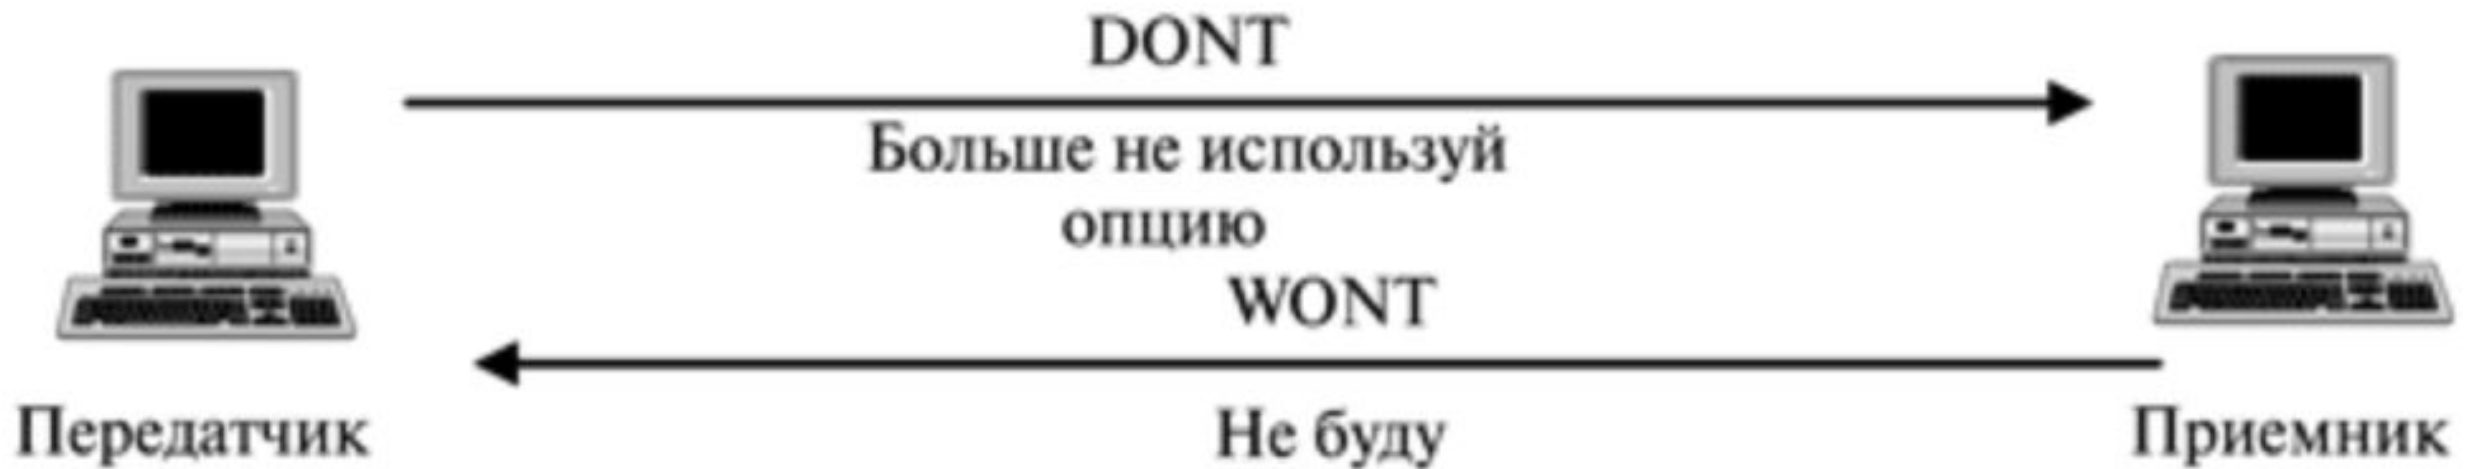 DONT
Больше не используй
опцию
WONT
Не буду
Передатчик
Приемник